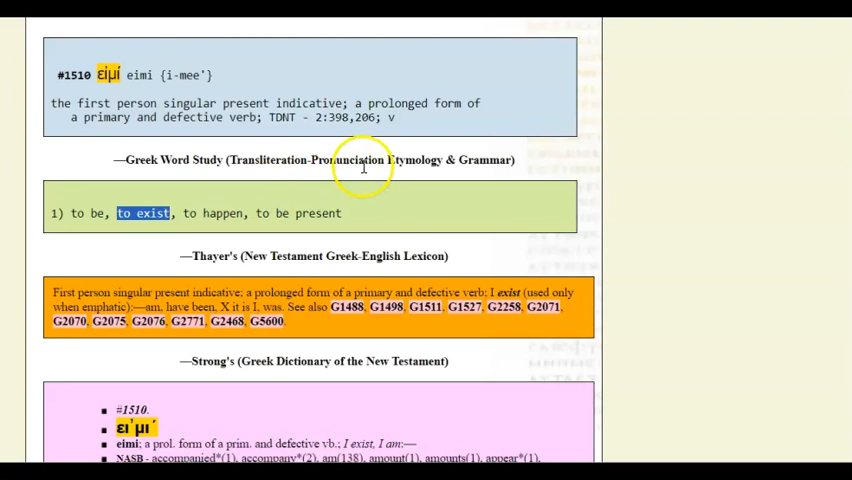 #1510 εἰμί eimi {i-mee'}
the first person singular present indicative; a prolonged form of
a primary and defective verb; TDNT - 2:398,206; v
—Greek Word Study (Transliteration-Pronunciation Etymology & Grammar)
1) to be, to exist, to happen, to be present
—Thayer's (New Testament Greek-English Lexicon)
First person singular present indicative; a prolonged form of a primary and defective verb; I exist (used only
when emphatic):—am, have been, X it is I, was. See also G1488, G1498, G1511, G1527, G2258, G2071,
G2070, G2075, G2076, G2771, G2468, G5600.
—Strong's (Greek Dictionary of the New Testament)
■ #1510.
■ ει᾿μι´
■ eimi; a prol. form of a prim. and defective vb.; I exist, I am:—
■ NASB - accompanied*(1), accompany*(2), am(138), amount(1), amounts(1), appear*(1),